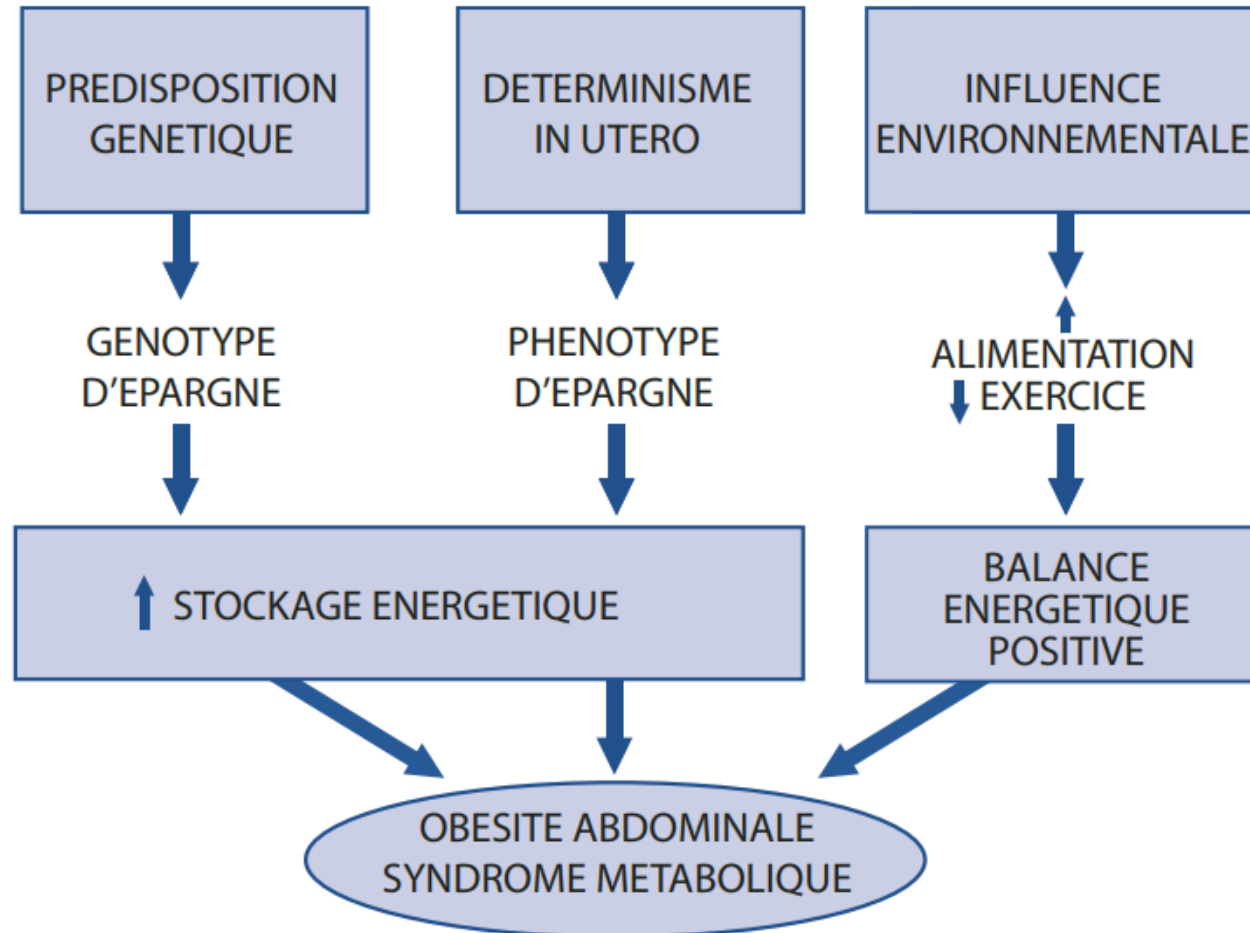 PREDISPOSITION
GENETIQUE
DETERMINISME
IN UTERO
INFLUENCE
ENVIRONNEMENTALE
GENOTYPE
D'EPARGNE
PHENOTYPE
D'EPARGNE
ALIMENTATION
EXERCICE
STOCKAGE ENERGETIQUE
BALANCE
ENERGETIQUE
POSITIVE
OBESITE ABDOMINALE
SYNDROME METABOLIQUE